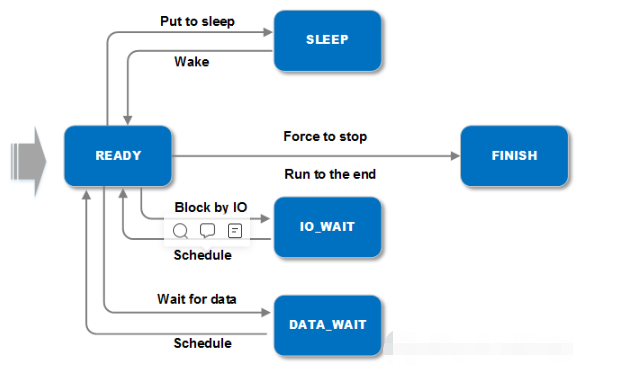 Put to sleep
SLEEP
Wake
READY
Force to stop
FINISH
Run to the end
Block by IO
IO_WAIT
Schedule
Wait for data
DATA_WAIT
Schedule